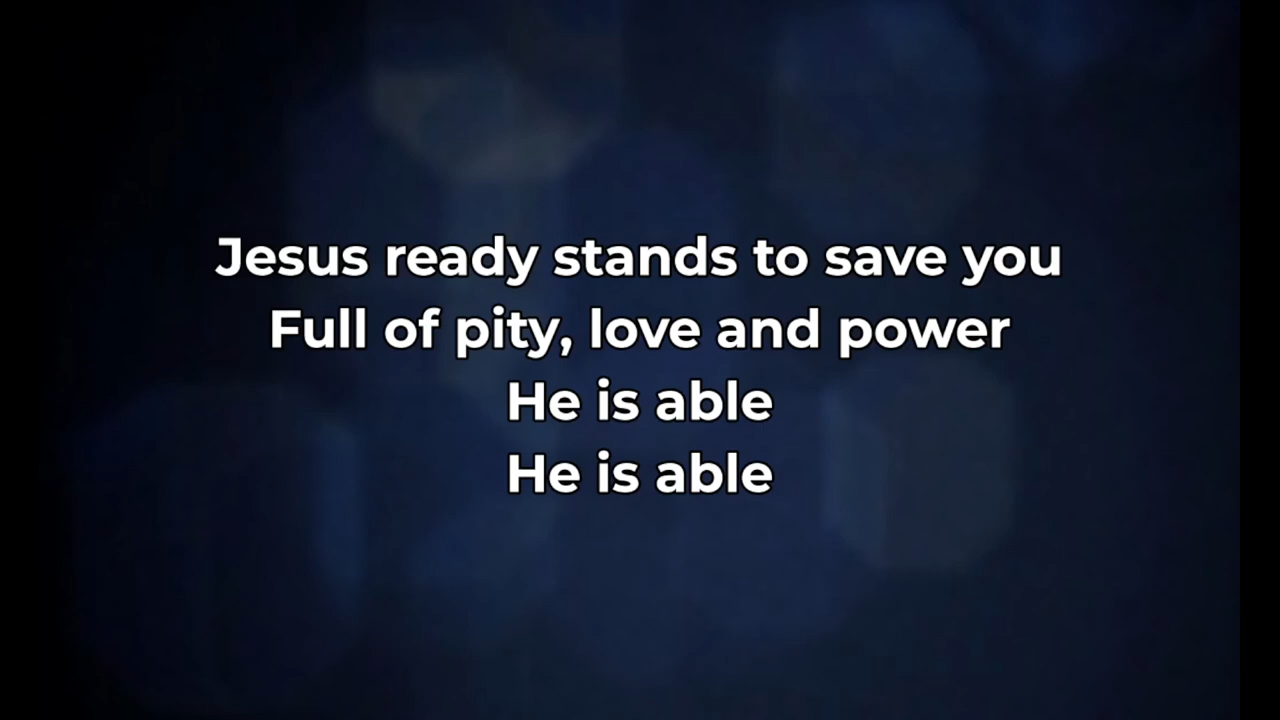 Jesus ready stands to save you
Full of pity, love and power
He is able
He is able